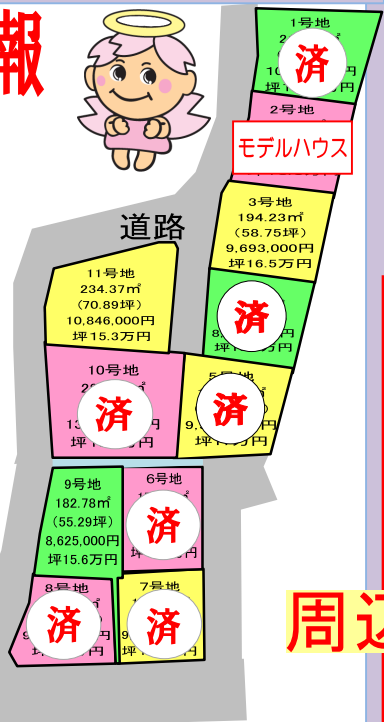 報
1号地
済
2号地
モデルハウス
3号地
194.23㎡
(58.75坪)
9,693,000円
坪16.5万円
道路
済
11号地
234.37㎡
(70.89坪)
10,846,000円
坪15.3万円
10号地
済
5号地
済
9号地
182.78㎡
(55.29坪)
8,625,000円
坪15.6万円
6号地
済
8号地
済
7号地
済
周辺